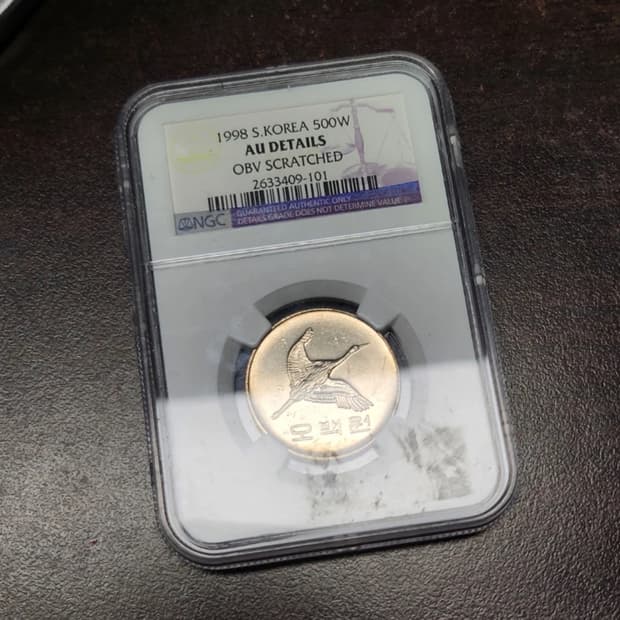 1998 S.KOREA 500W
AU DETAILS
OBV SCRATCHED
2633409-101
NGC
GUARANTEED AUTHENTIC ONLY
DETAILS GRADE DOES NOT DETERMINE VALUE
오백원